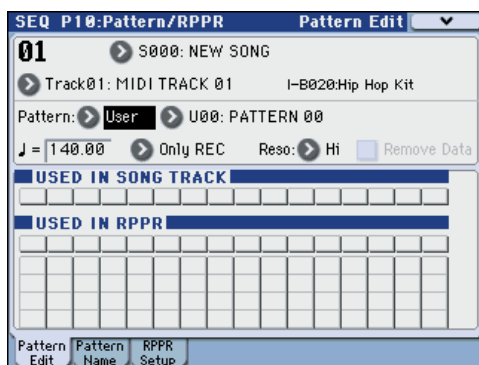 SEQ P10:Pattern/RPPR Pattern Edit
01 S000: NEW SONG
Track01: MIDI TRACK 01 I-B020:Hip Hop Kit
Pattern: User U00: PATTERN 00
♩ = 140.00 Only REC Reso: Hi Remove Data
USED IN SONG TRACK
USED IN RPPR
Pattern Edit Pattern Name RPPR Setup